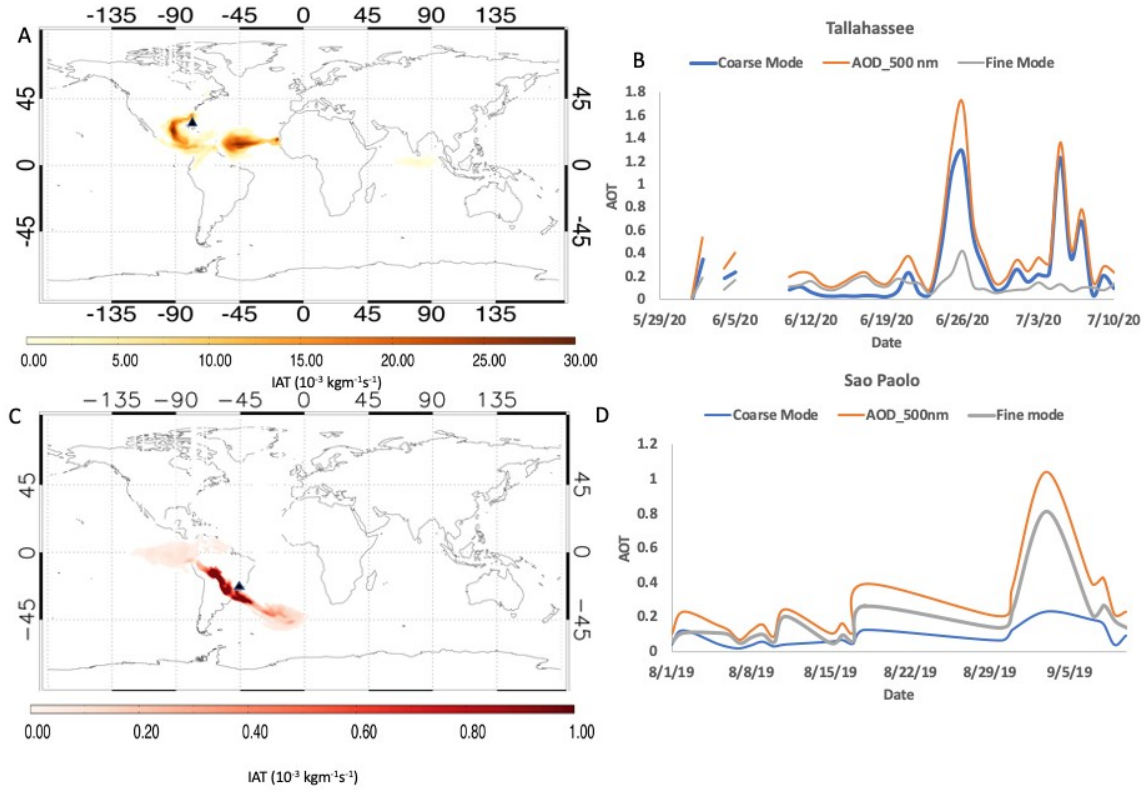 A
-135 -90 -45 0 45 90 135
45 45
0 0
-45 -45
-135 -90 -45 0 45 90 135
0.00 5.00 10.00 15.00 20.00 25.00 30.00
IAT (10⁻³ kgm⁻¹s⁻¹)
B
Tallahassee
Coarse Mode AOD_500 nm Fine Mode
1.8
1.6
1.4
1.2
1
0.8
0.6
0.4
0.2
0
AOT
5/29/20 6/5/20 6/12/20 6/19/20 6/26/20 7/3/20 7/10/20
Date
C
-135 -90 -45 0 45 90 135
45 45
0 0
-45 -45
0.00 0.20 0.40 0.60 0.80 1.00
IAT (10⁻³ kgm⁻¹s⁻¹)
D
Sao Paolo
Coarse Mode AOD_500nm Fine mode
1.2
1
0.8
0.6
0.4
0.2
0
AOT
8/1/19 8/8/19 8/15/19 8/22/19 8/29/19 9/5/19
Date